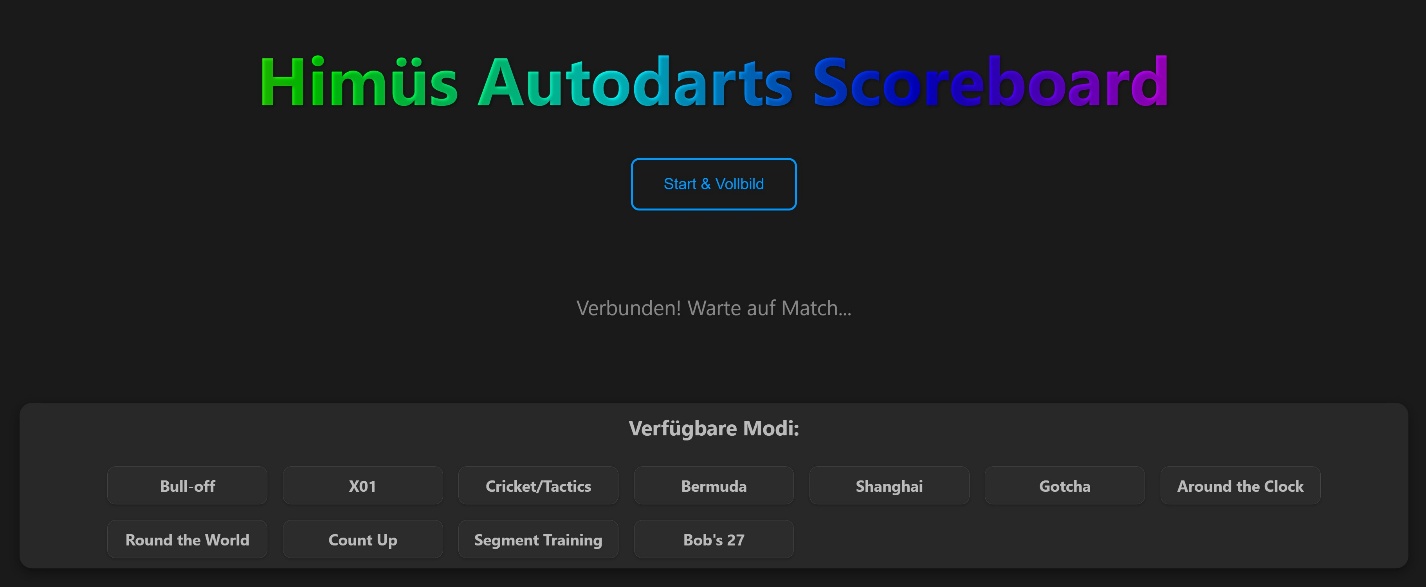 Himüs Autodarts Scoreboard
Start & Vollbild
Verbunden! Warte auf Match...
Verfügbare Modi:
Bull-off X01 Cricket/Tactics Bermuda Shanghai Gotcha Around the Clock
Round the World Count Up Segment Training Bob's 27